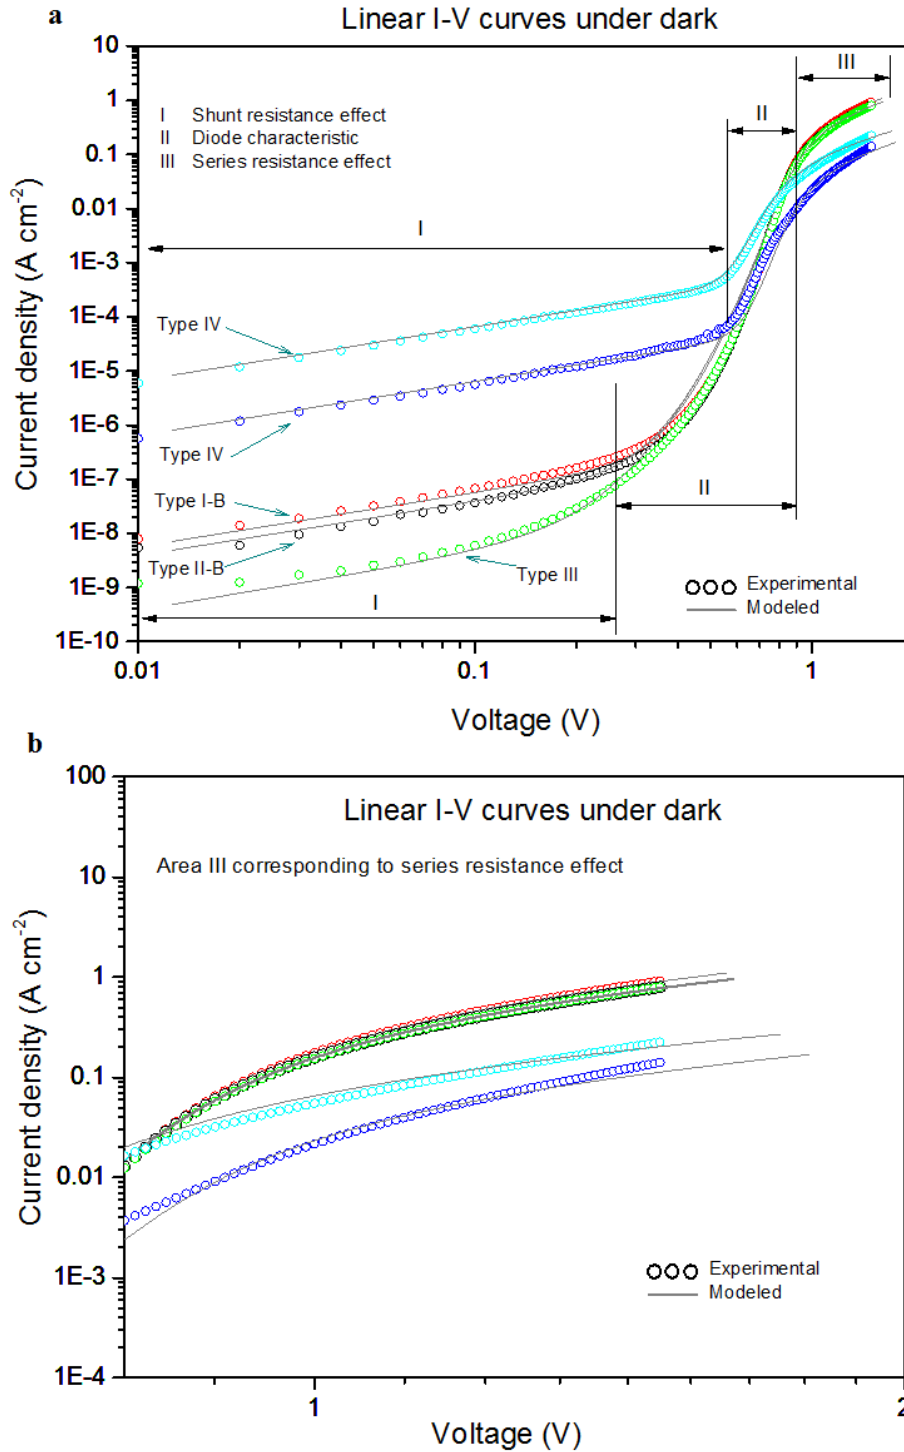 a
Linear I-V curves under dark
10
1
0.1
0.01
1E-3
1E-4
1E-5
1E-6
1E-7
1E-8
1E-9
1E-10
Current density (A cm⁻²)
I Shunt resistance effect
II Diode characteristic
III Series resistance effect
III
II
I
Type IV
Type IV
Type I-B
Type II-B
Type III
II
I
Experimental
Modeled
0.01
0.1
1
Voltage (V)
b
Linear I-V curves under dark
Area III corresponding to series resistance effect
100
10
1
0.1
0.01
1E-3
1E-4
Current density (A cm⁻²)
Experimental
Modeled
1
2
Voltage (V)